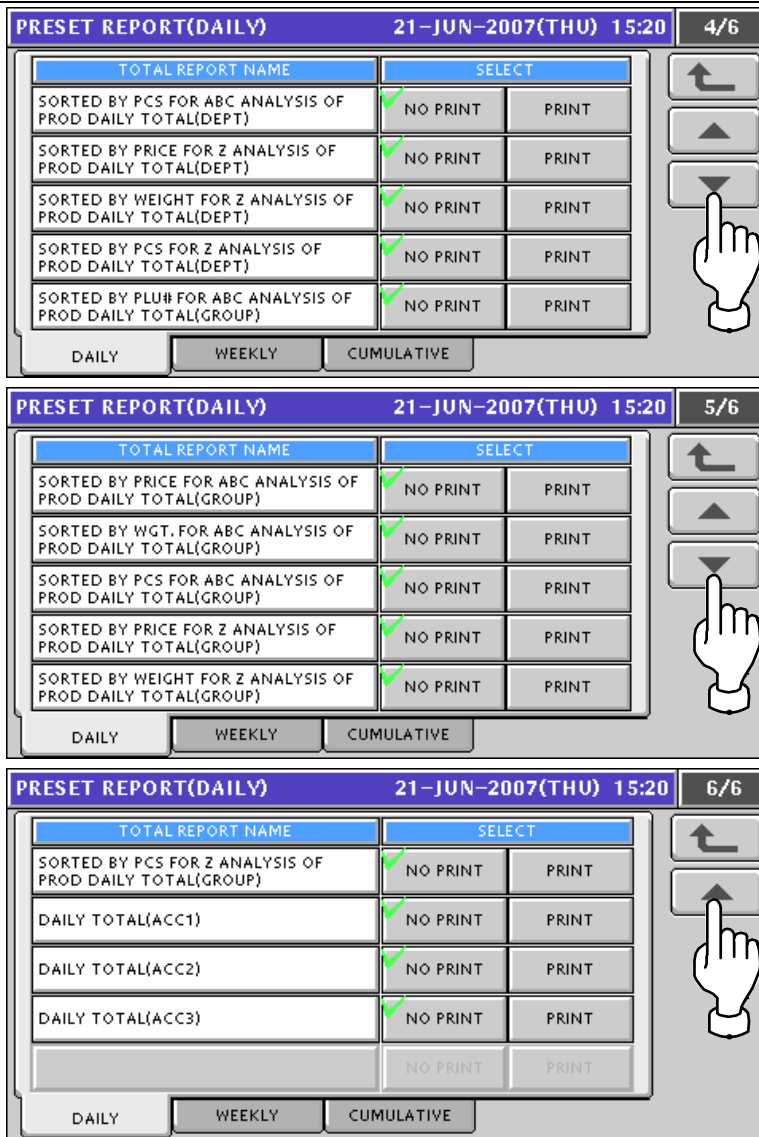 PRESET REPORT(DAILY) 21-JUN-2007(THU) 15:20 4/6
TOTAL REPORT NAME SELECT
SORTED BY PCS FOR ABC ANALYSIS OF
PROD DAILY TOTAL(DEPT)
NO PRINT PRINT
SORTED BY PRICE FOR Z ANALYSIS OF
PROD DAILY TOTAL(DEPT)
NO PRINT PRINT
SORTED BY WEIGHT FOR Z ANALYSIS OF
PROD DAILY TOTAL(DEPT)
NO PRINT PRINT
SORTED BY PCS FOR Z ANALYSIS OF
PROD DAILY TOTAL(DEPT)
NO PRINT PRINT
SORTED BY PLU# FOR ABC ANALYSIS OF
PROD DAILY TOTAL(GROUP)
NO PRINT PRINT
DAILY WEEKLY CUMULATIVE
PRESET REPORT(DAILY) 21-JUN-2007(THU) 15:20 5/6
TOTAL REPORT NAME SELECT
SORTED BY PRICE FOR ABC ANALYSIS OF
PROD DAILY TOTAL(GROUP)
NO PRINT PRINT
SORTED BY WGT. FOR ABC ANALYSIS OF
PROD DAILY TOTAL(GROUP)
NO PRINT PRINT
SORTED BY PCS FOR ABC ANALYSIS OF
PROD DAILY TOTAL(GROUP)
NO PRINT PRINT
SORTED BY PRICE FOR Z ANALYSIS OF
PROD DAILY TOTAL(GROUP)
NO PRINT PRINT
SORTED BY WEIGHT FOR Z ANALYSIS OF
PROD DAILY TOTAL(GROUP)
NO PRINT PRINT
DAILY WEEKLY CUMULATIVE
PRESET REPORT(DAILY) 21-JUN-2007(THU) 15:20 6/6
TOTAL REPORT NAME SELECT
SORTED BY PCS FOR Z ANALYSIS OF
PROD DAILY TOTAL(GROUP)
NO PRINT PRINT
DAILY TOTAL(ACC1) NO PRINT PRINT
DAILY TOTAL(ACC2) NO PRINT PRINT
DAILY TOTAL(ACC3) NO PRINT PRINT
NO PRINT PRINT
DAILY WEEKLY CUMULATIVE